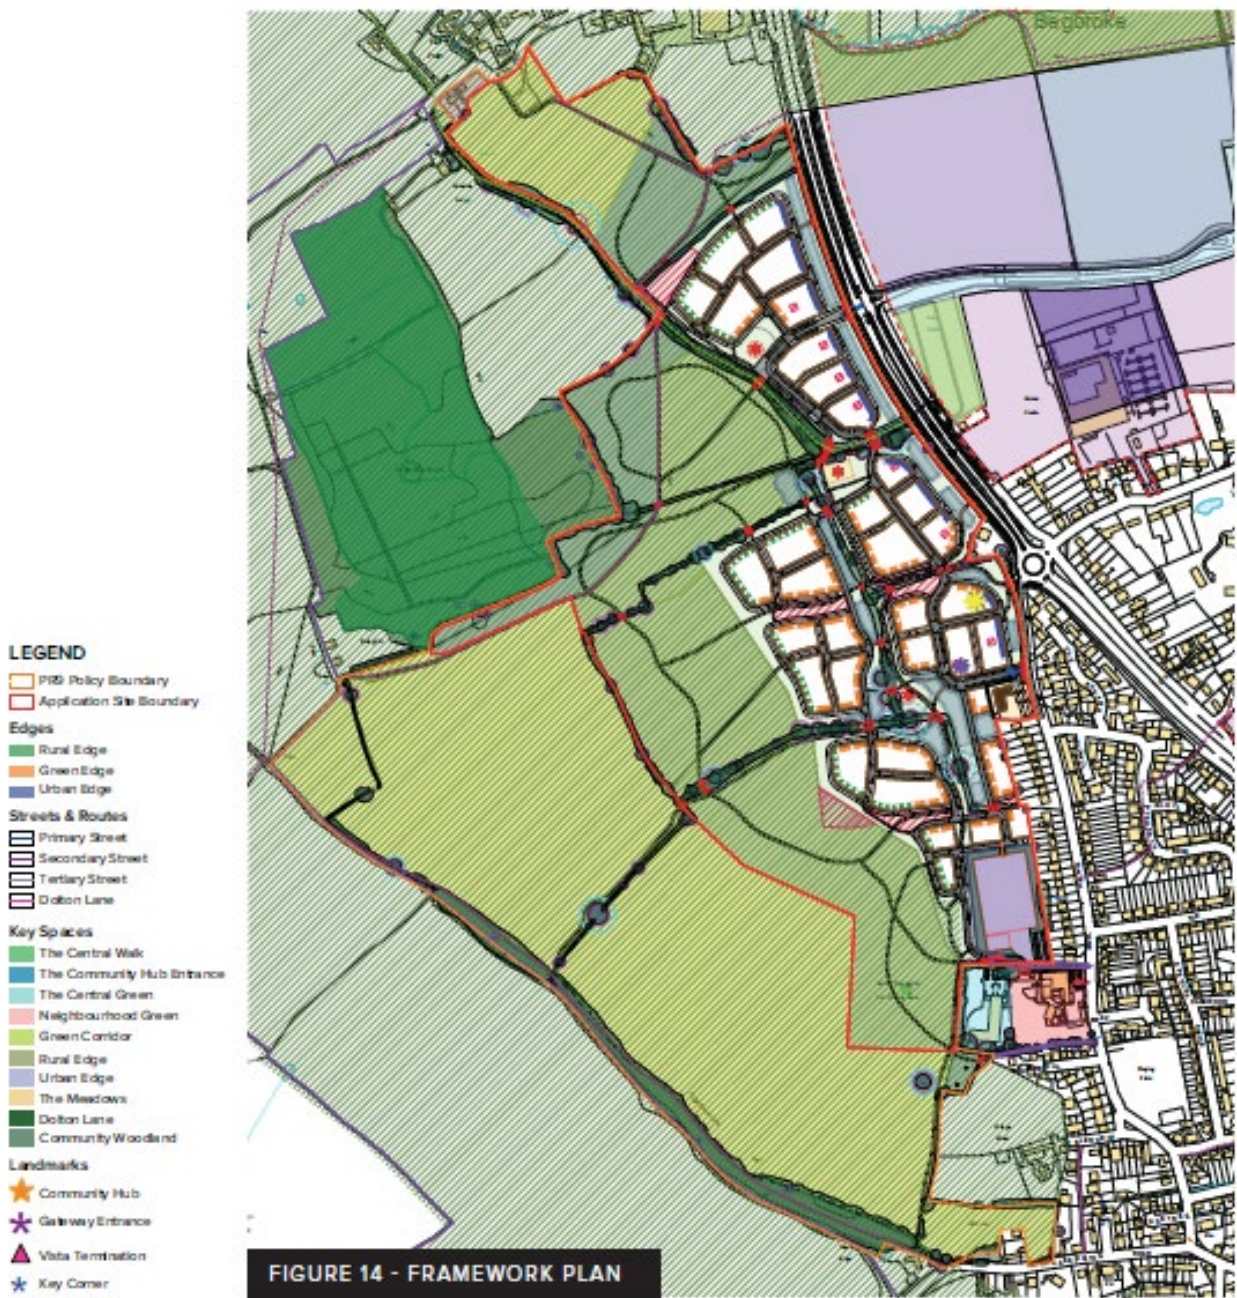 Begbroke
LEGEND
PR9 Policy Boundary
Application Site Boundary
Edges
Rural Edge
Green Edge
Urban Edge
Streets & Routes
Primary Street
Secondary Street
Tertiary Street
Dolton Lane
Key Spaces
The Central Walk
The Community Hub Entrance
The Central Green
Neighbourhood Green
Green Corridor
Rural Edge
Urban Edge
The Meadows
Dolton Lane
Community Woodland
Landmarks
Community Hub
Gateway Entrance
Vista Termination
Key Corner
FIGURE 14 - FRAMEWORK PLAN